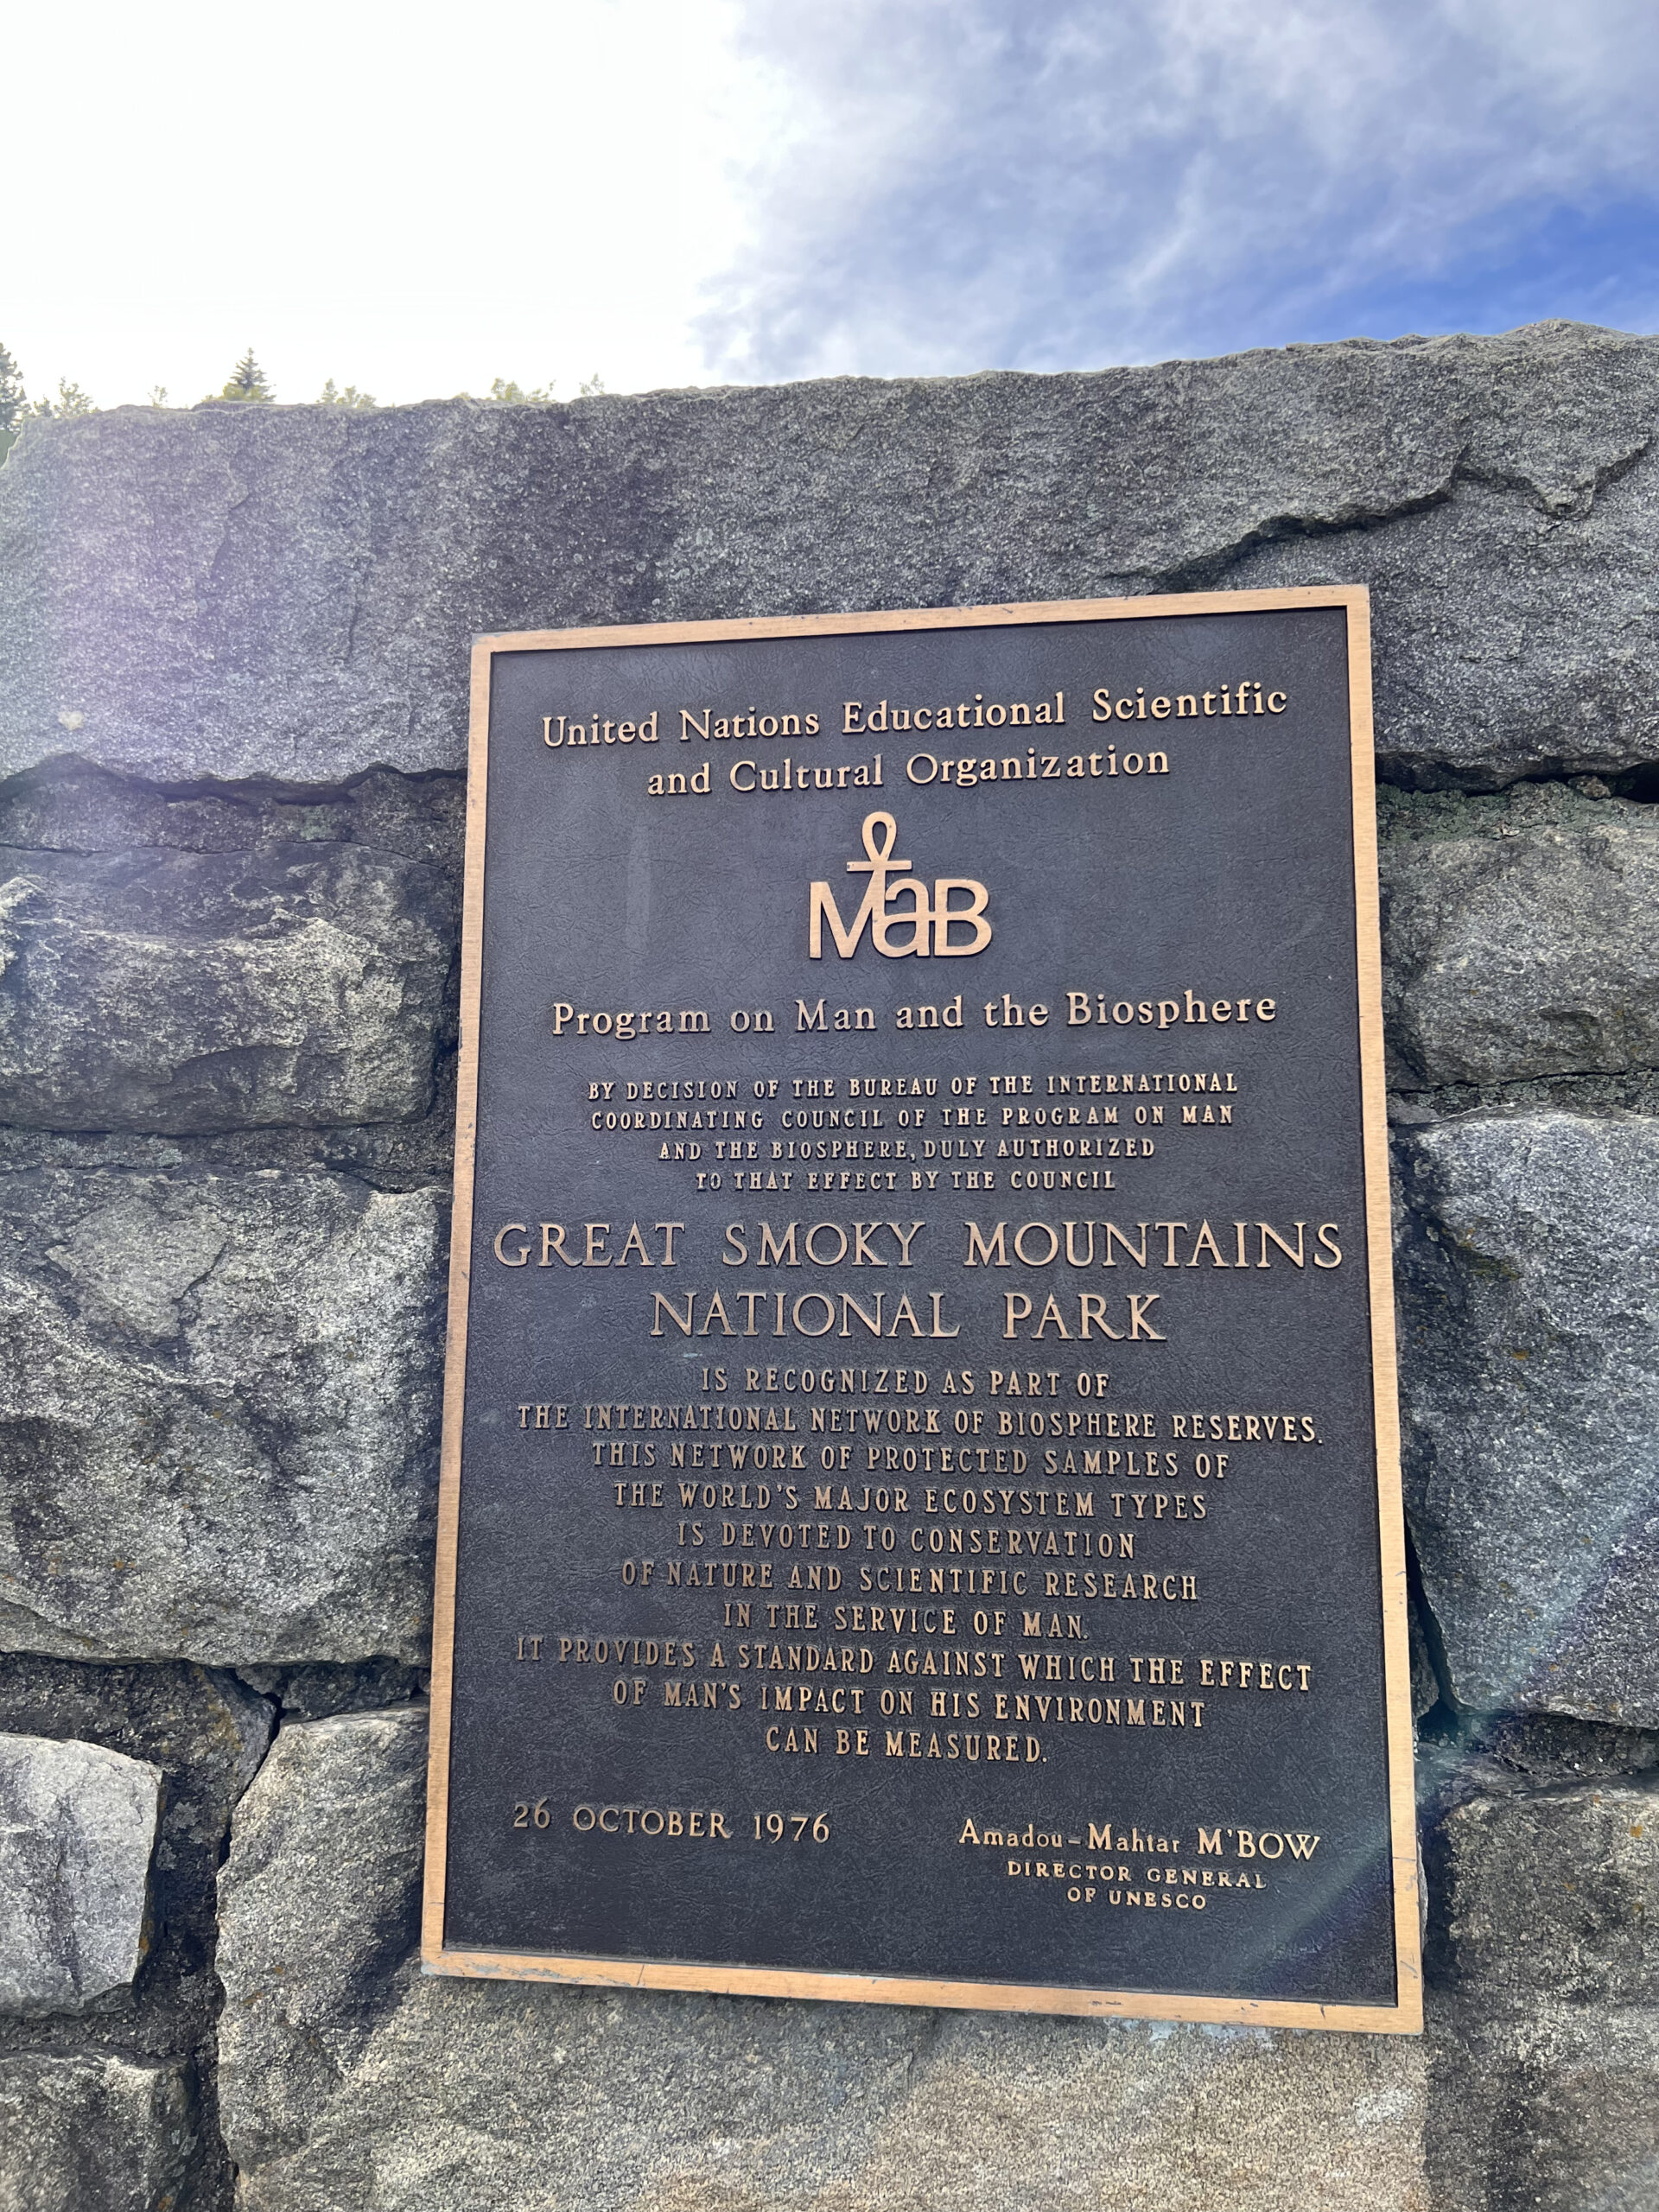 United Nations Educational Scientific
and Cultural Organization
MaB
Program on Man and the Biosphere
BY DECISION OF THE BUREAU OF THE INTERNATIONAL
COORDINATING COUNCIL OF THE PROGRAM ON MAN
AND THE BIOSPHERE, DULY AUTHORIZED
TO THAT EFFECT BY THE COUNCIL
GREAT SMOKY MOUNTAINS
NATIONAL PARK
IS RECOGNIZED AS PART OF
THE INTERNATIONAL NETWORK OF BIOSPHERE RESERVES.
THIS NETWORK OF PROTECTED SAMPLES OF
THE WORLD'S MAJOR ECOSYSTEM TYPES
IS DEVOTED TO CONSERVATION
OF NATURE AND SCIENTIFIC RESEARCH
IN THE SERVICE OF MAN.
IT PROVIDES A STANDARD AGAINST WHICH THE EFFECT
OF MAN'S IMPACT ON HIS ENVIRONMENT
CAN BE MEASURED.
26 OCTOBER 1976
Amadou-Mahtar M'BOW
DIRECTOR GENERAL
OF UNESCO